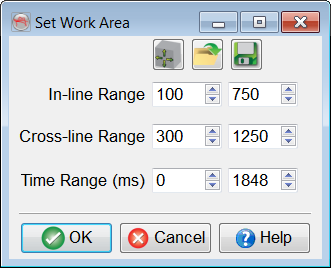 Set Work Area
In-line Range 100 750
Cross-line Range 300 1250
Time Range (ms) 0 1848
OK Cancel Help